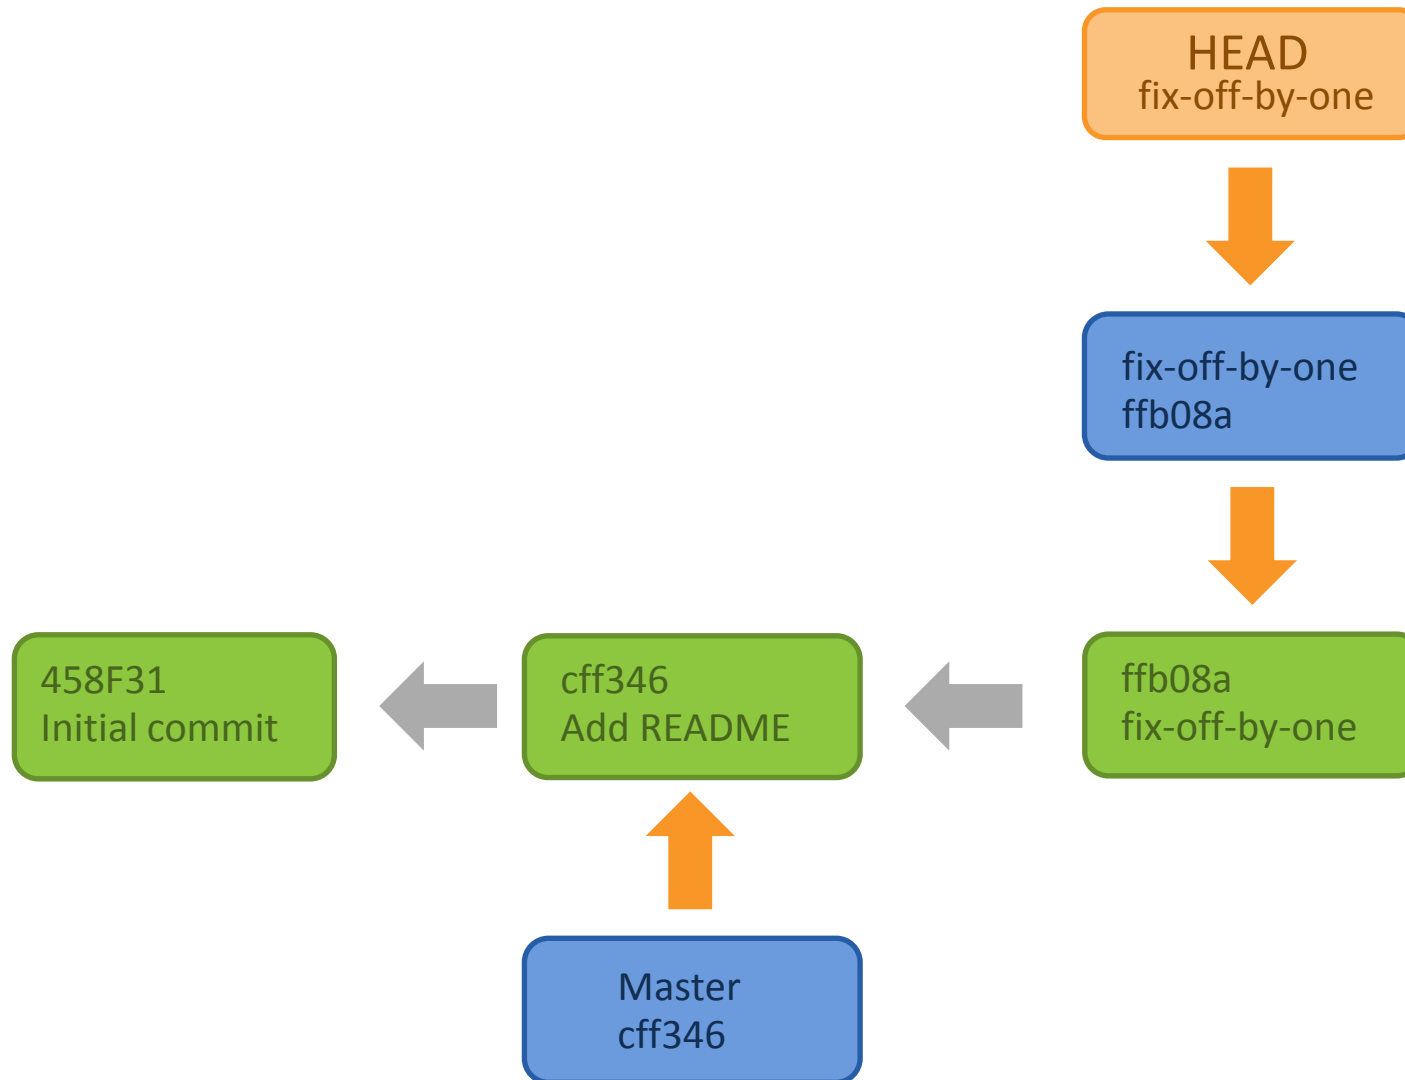 HEAD
fix-off-by-one
fix-off-by-one
ffb08a
458F31
Initial commit
cff346
Add README
ffb08a
fix-off-by-one
Master
cff346